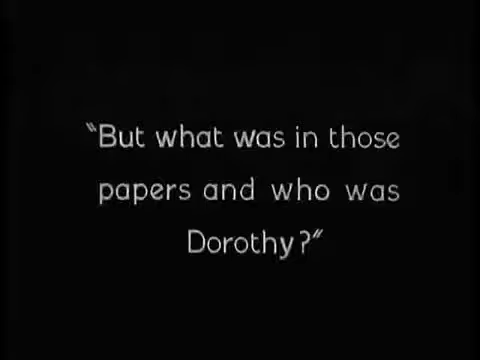 "But what was in those
papers and who was
Dorothy?"